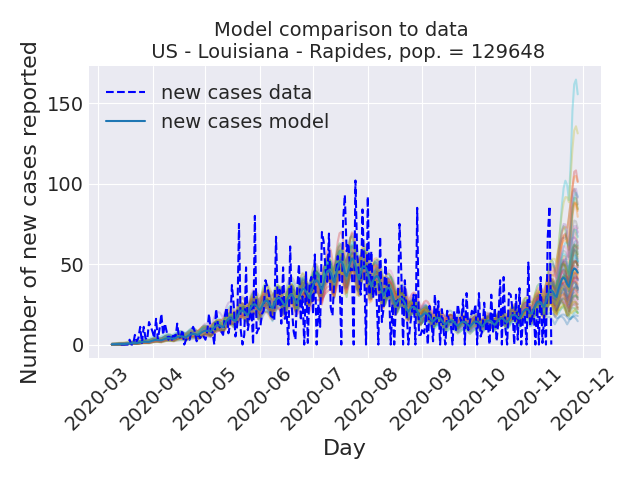 Model comparison to data
US - Louisiana - Rapides, pop. = 129648
Number of new cases reported
150
100
50
0
new cases data
new cases model
2020-03
2020-04
2020-05
2020-06
2020-07
2020-08
2020-09
2020-10
2020-11
2020-12
Day